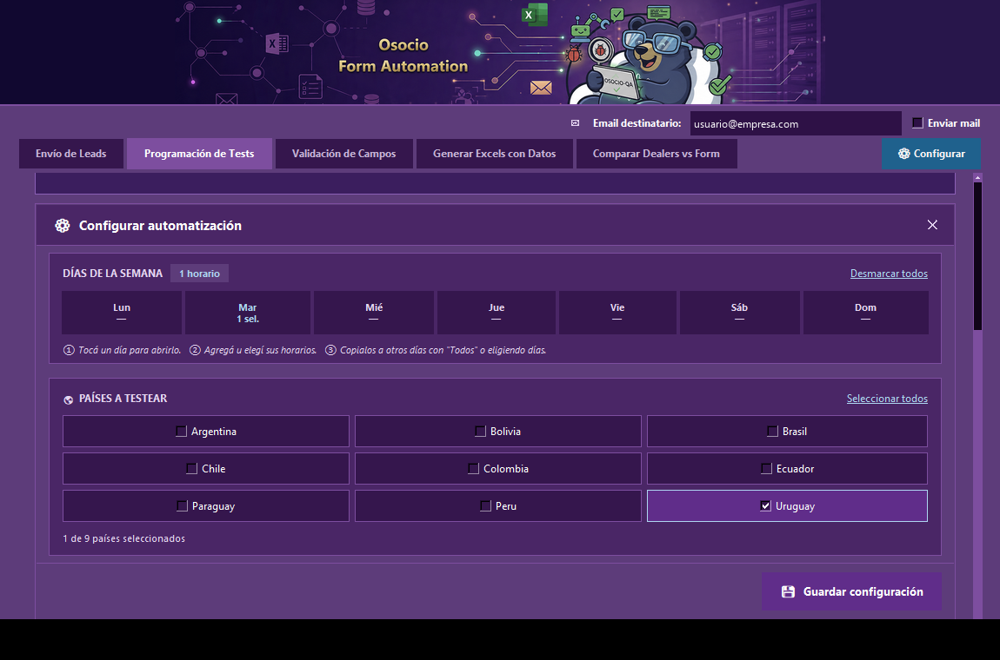 Osocio
Form Automation
OSOCIO-QA
Email destinatario:
usuario@empresa.com
Enviar mail
Envío de Leads
Programación de Tests
Validación de Campos
Generar Excels con Datos
Comparar Dealers vs Form
Configurar
Configurar automatización
DÍAS DE LA SEMANA
1 horario
Desmarcar todos
Lun
—
Mar
1 sel.
Mié
—
Jue
—
Vie
—
Sáb
—
Dom
—
① Tocá un día para abrirlo. ② Agregá u elegí sus horarios. ③ Copialos a otros días con "Todos" o eligiendo días.
PAÍSES A TESTEAR
Seleccionar todos
Argentina
Bolivia
Brasil
Chile
Colombia
Ecuador
Paraguay
Peru
Uruguay
1 de 9 países seleccionados
Guardar configuración